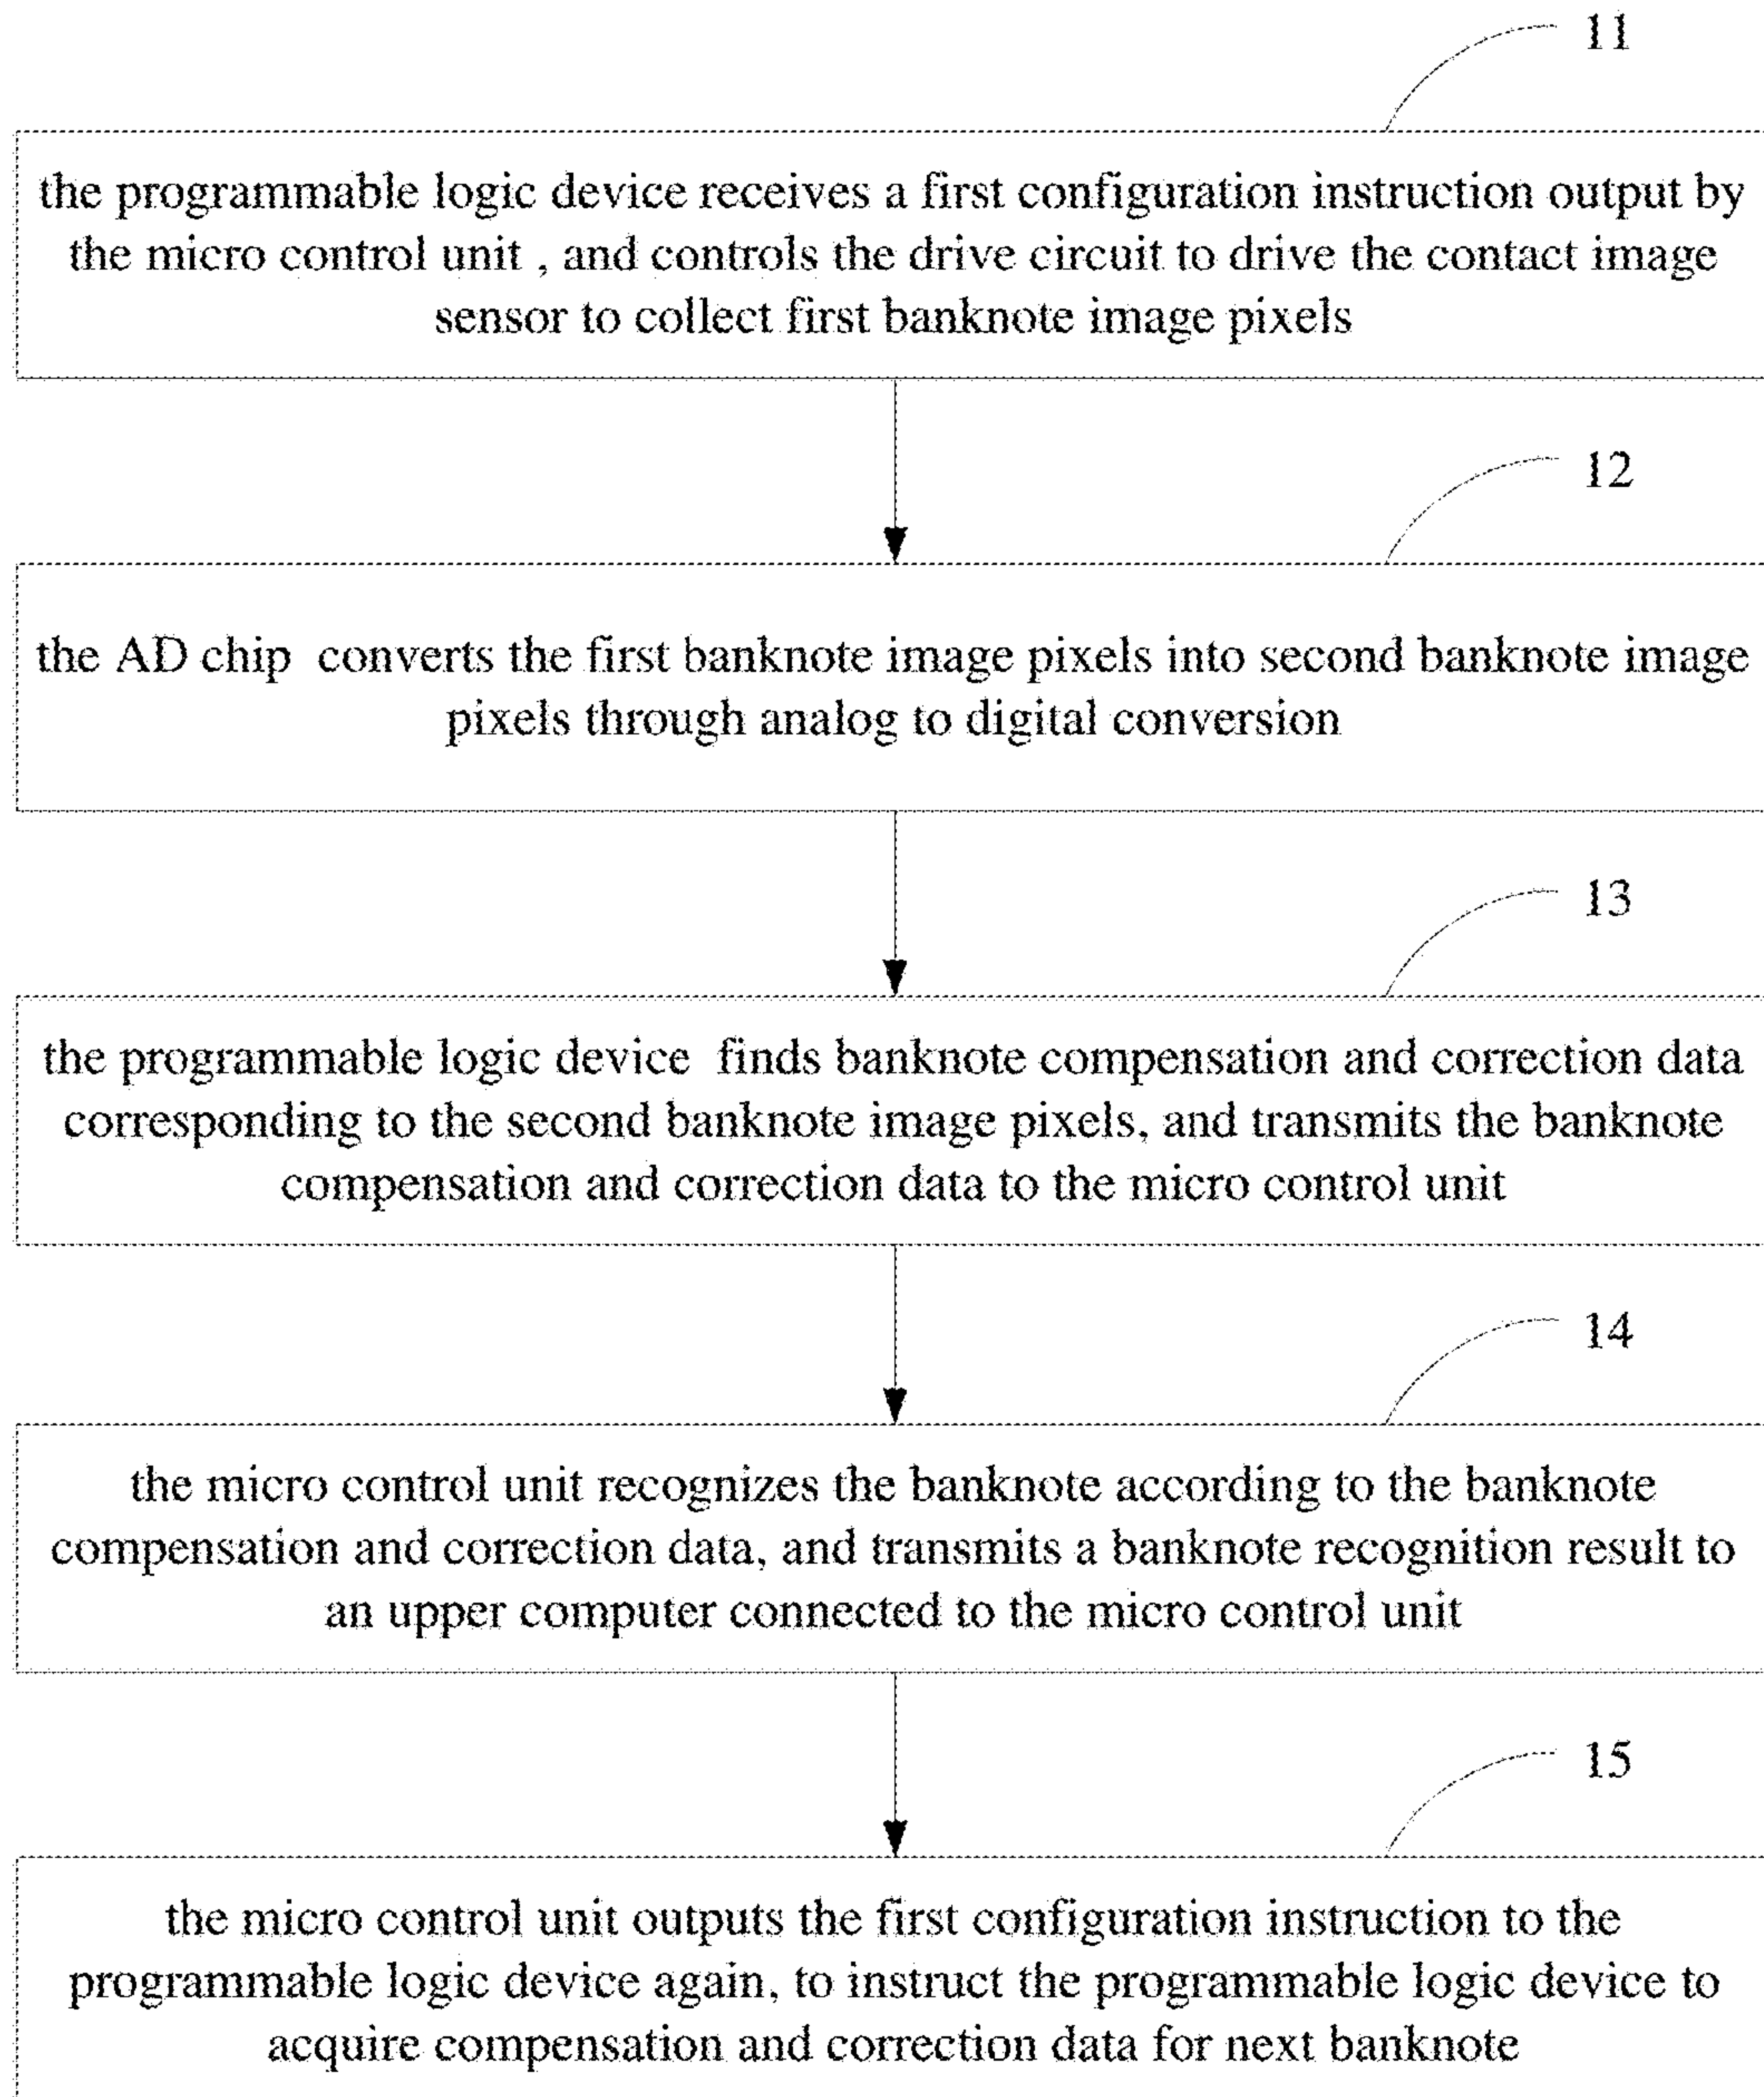 11
the programmable logic device receives a first configuration instruction output by
the micro control unit , and controls the drive circuit to drive the contact image
sensor to collect first banknote image pixels
12
the AD chip converts the first banknote image pixels into second banknote image
pixels through analog to digital conversion
13
the programmable logic device finds banknote compensation and correction data
corresponding to the second banknote image pixels, and transmits the banknote
compensation and correction data to the micro control unit
14
the micro control unit recognizes the banknote according to the banknote
compensation and correction data, and transmits a banknote recognition result to
an upper computer connected to the micro control unit
15
the micro control unit outputs the first configuration instruction to the
programmable logic device again, to instruct the programmable logic device to
acquire compensation and correction data for next banknote